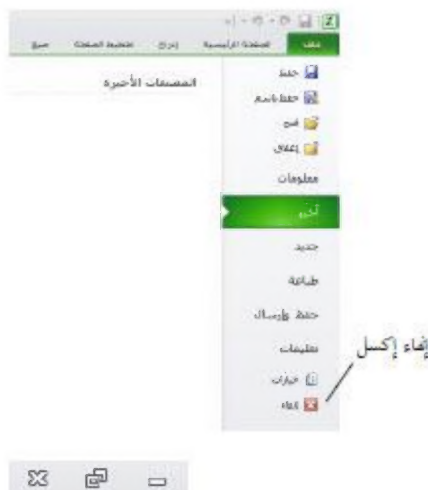 ملف الصفحة الرئيسية إدراج تخطيط الصفحة صيغ
المصنفات الأخيرة
حفظ
حفظ باسم
فتح
إغلاق
معلومات
أخير
جديد
طباعة
حفظ وإرسال
تعليمات
خيارات
إنهاء
إنهاء إكسل